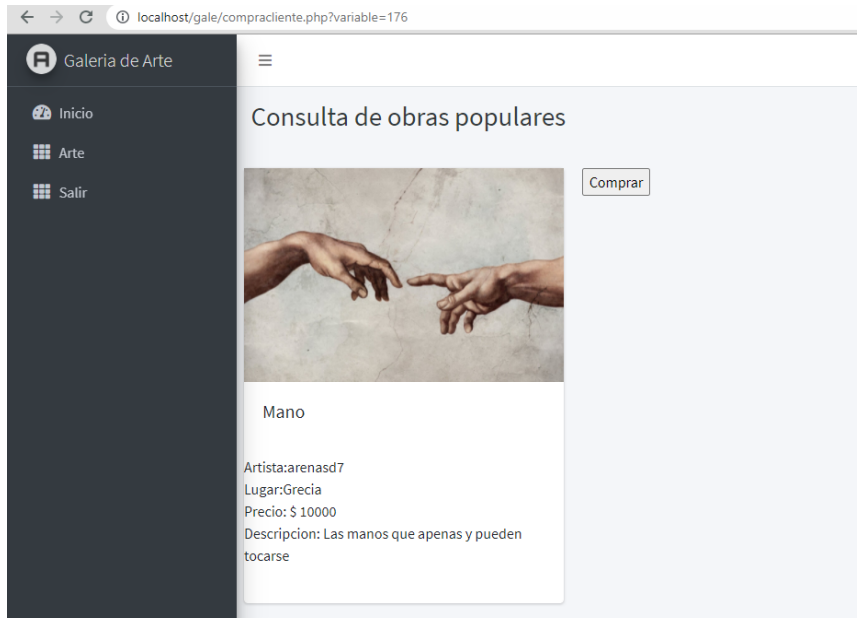 localhost/gale/compracliente.php?variable=176
Galeria de Arte
Inicio
Arte
Salir
Consulta de obras populares
Comprar
Mano
Artista:arenasd7
Lugar:Grecia
Precio: $ 10000
Descripcion: Las manos que apenas y pueden
tocarse